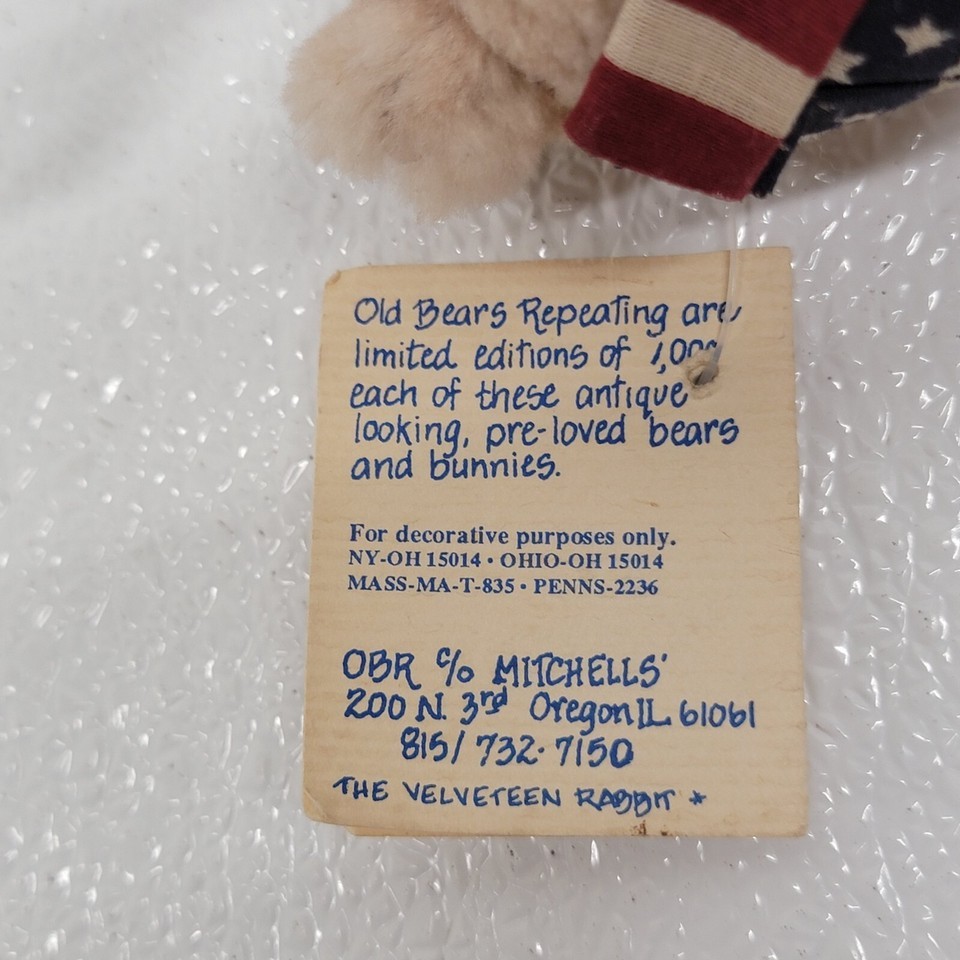 Old Bears Repeating are
limited editions of 1,000
each of these antique
looking, pre-loved bears
and bunnies.
For decorative purposes only.
NY-OH 15014 • OHIO-OH 15014
MASS-MA-T-835 • PENNS-2236
OBR c/o MITCHELLS'
200 N. 3rd Oregon IL 61061
815/732-7150
THE VELVETEEN RABBIT *